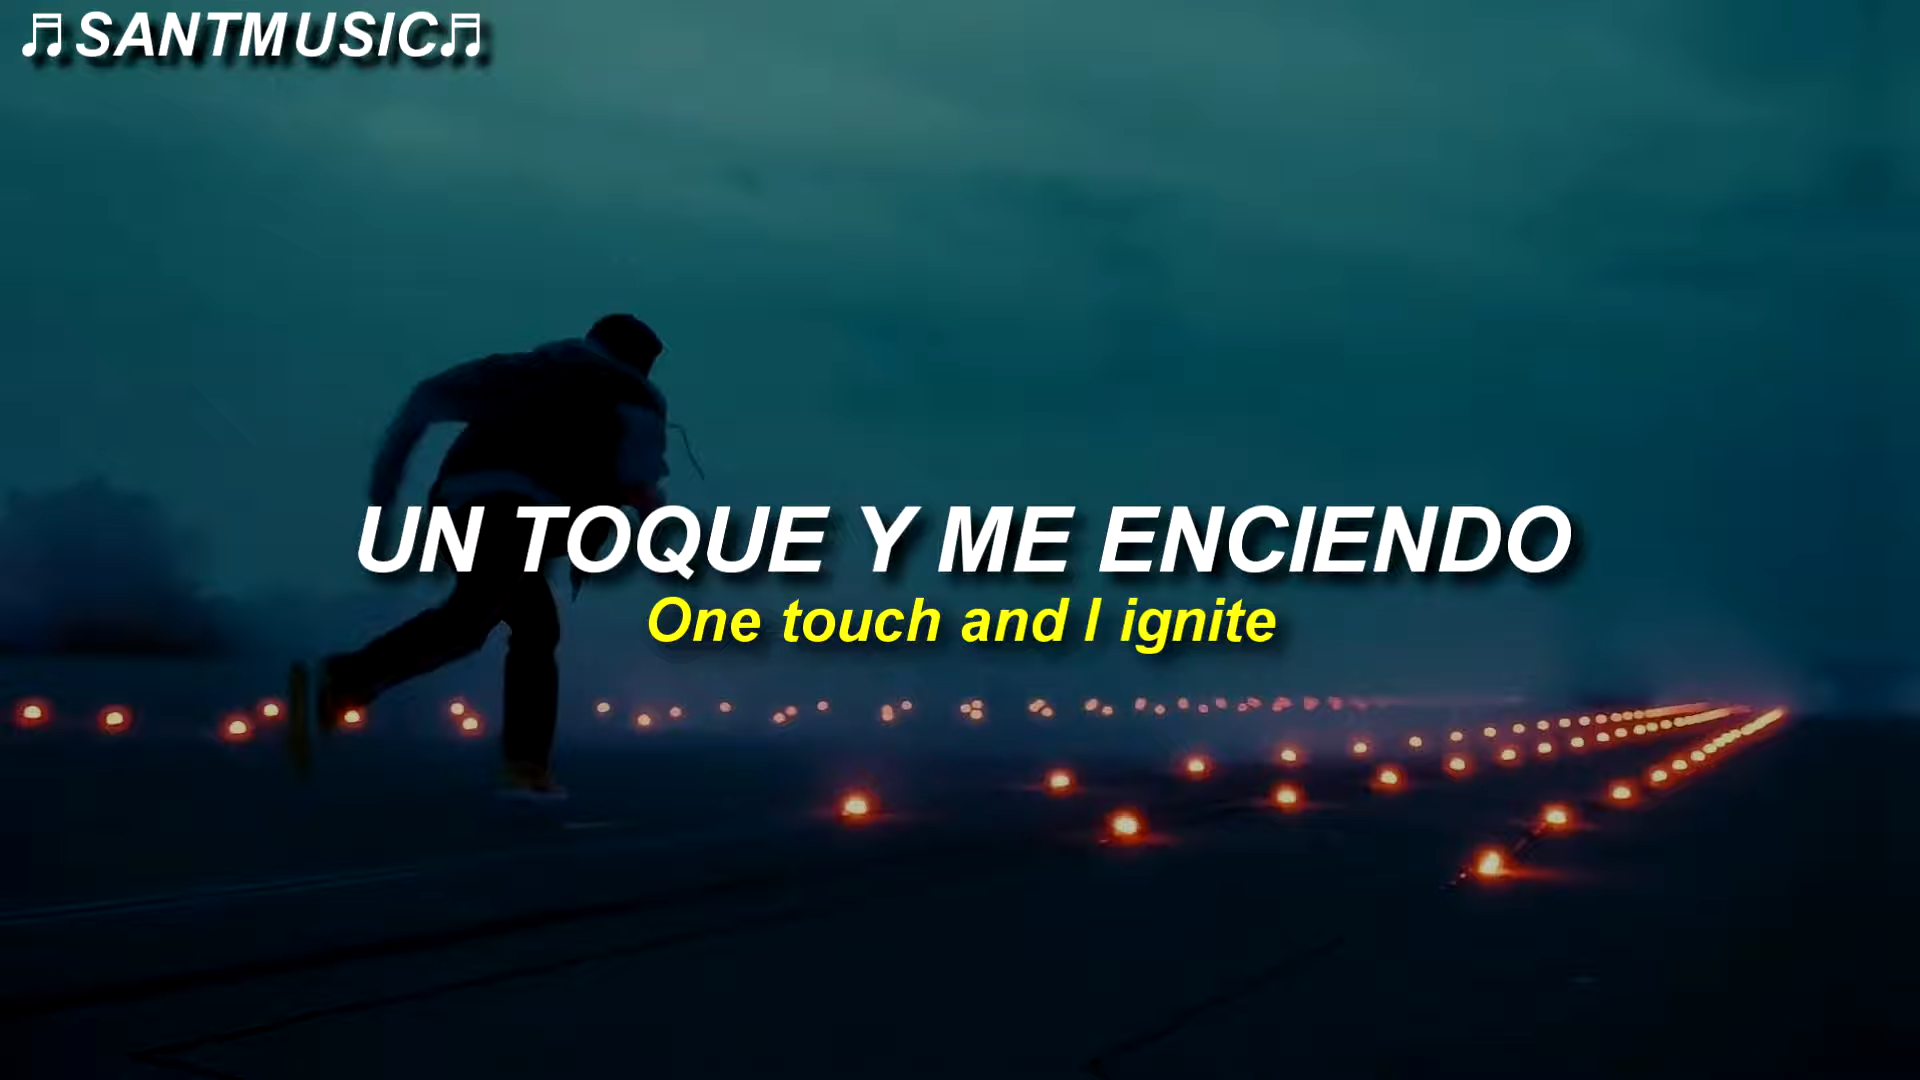 ♫SANTMUSIC♫
UN TOQUE Y ME ENCIENDO
One touch and I ignite